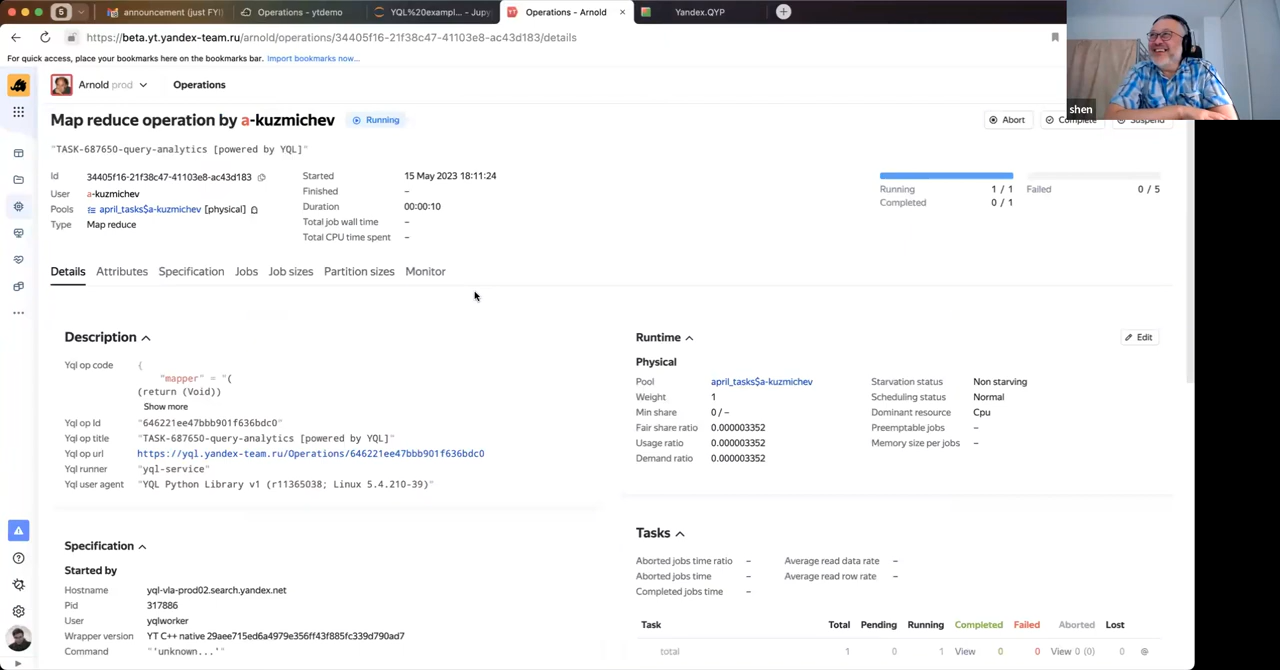 5
announcement (just FYI
Operations - ytdemo
YQL%20exampl... - Jupy
Operations - Arnold
Yandex.QYP
https://beta.yt.yandex-team.ru/arnold/operations/34405f16-21f38c47-41103e8-ac43d183/details
For quick access, place your bookmarks here on the bookmarks bar. Import bookmarks now...
shen
Arnold prod
Operations
Map reduce operation by a-kuzmichev
Running
Abort
Complete
Suspend
"TASK-687650-query-analytics [powered by YQL]"
Id 34405f16-21f38c47-41103e8-ac43d183
User a-kuzmichev
Pools april_tasks$a-kuzmichev [physical]
Type Map reduce
Started 15 May 2023 18:11:24
Finished –
Duration 00:00:10
Total job wall time –
Total CPU time spent –
Running 1 / 1
Completed 0 / 1
Failed 0 / 5
Details Attributes Specification Jobs Job sizes Partition sizes Monitor
Description
Yql op code {
"mapper" = "(
(return (Void))
Show more
Yql op Id "646221ee47bbb901f636bdc0"
Yql op title "TASK-687650-query-analytics [powered by YQL]"
Yql op url https://yql.yandex-team.ru/Operations/646221ee47bbb901f636bdc0
Yql runner "yql-service"
Yql user agent "YQL Python Library v1 (r11365038; Linux 5.4.210-39)"
Specification
Started by
Hostname yql-vla-prod02.search.yandex.net
Pid 317886
User yqlworker
Wrapper version YT C++ native 29aee715ed6a4979e356ff43f885fc339d790ad7
Command "'unknown...'"
Runtime
Edit
Physical
Pool april_tasks$a-kuzmichev
Weight 1
Min share 0 / –
Fair share ratio 0.000003352
Usage ratio 0.000003352
Demand ratio 0.000003352
Starvation status Non starving
Scheduling status Normal
Dominant resource Cpu
Preemptable jobs –
Memory size per jobs –
Tasks
Aborted jobs time ratio –
Aborted jobs time –
Completed jobs time –
Average read data rate –
Average read row rate –
Task Total Pending Running Completed Failed Aborted Lost
total 1 0 1 View 0 0 View 0 (0) 0